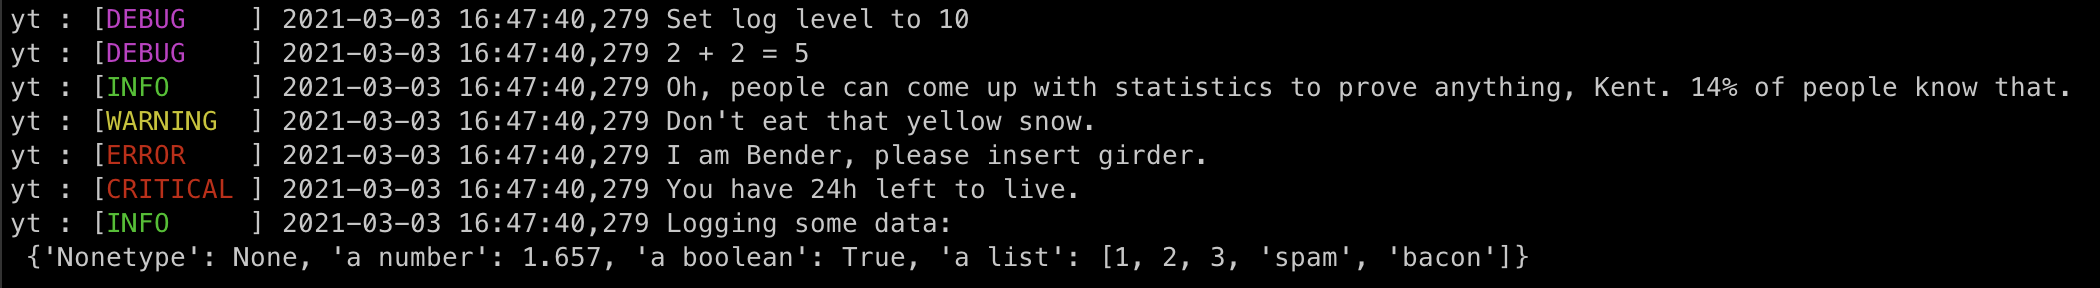 yt : [DEBUG    ] 2021-03-03 16:47:40,279 Set log level to 10
yt : [DEBUG    ] 2021-03-03 16:47:40,279 2 + 2 = 5
yt : [INFO     ] 2021-03-03 16:47:40,279 Oh, people can come up with statistics to prove anything, Kent. 14% of people know that.
yt : [WARNING  ] 2021-03-03 16:47:40,279 Don't eat that yellow snow.
yt : [ERROR    ] 2021-03-03 16:47:40,279 I am Bender, please insert girder.
yt : [CRITICAL ] 2021-03-03 16:47:40,279 You have 24h left to live.
yt : [INFO     ] 2021-03-03 16:47:40,279 Logging some data:
 {'Nonetype': None, 'a number': 1.657, 'a boolean': True, 'a list': [1, 2, 3, 'spam', 'bacon']}